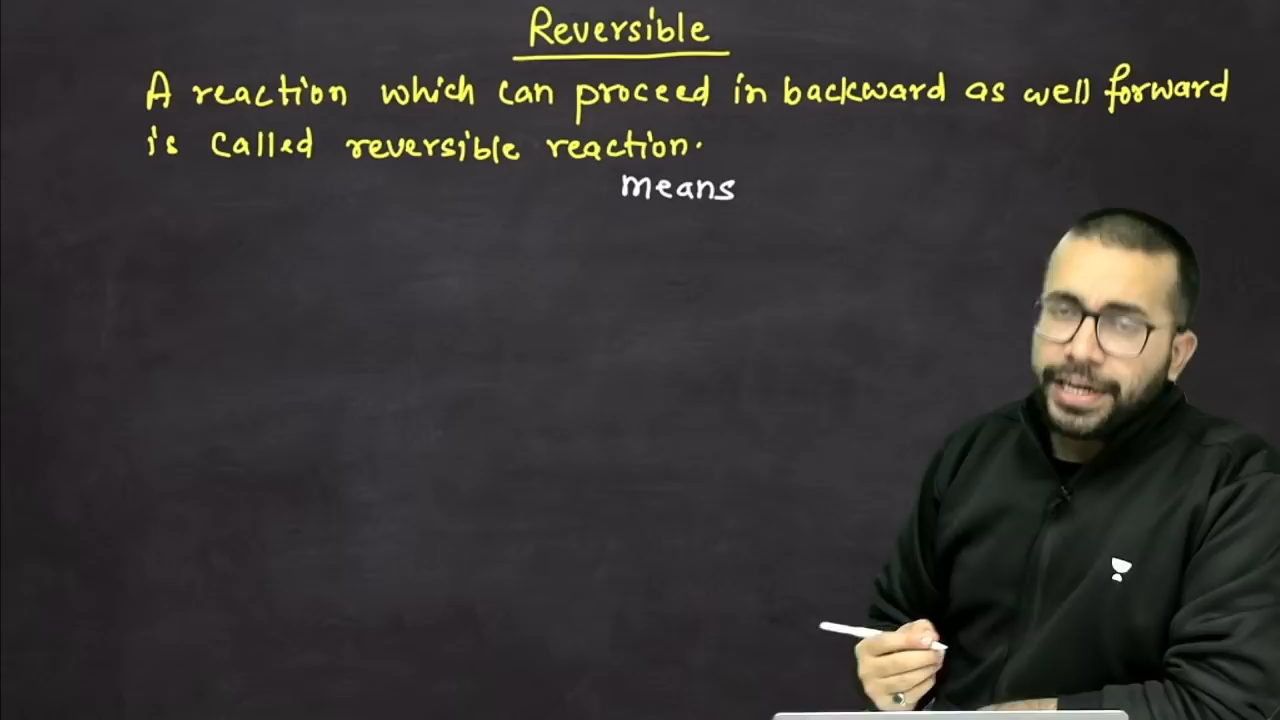 Reversible
A reaction which can proceed in backward as well forward
is called reversible reaction.
means